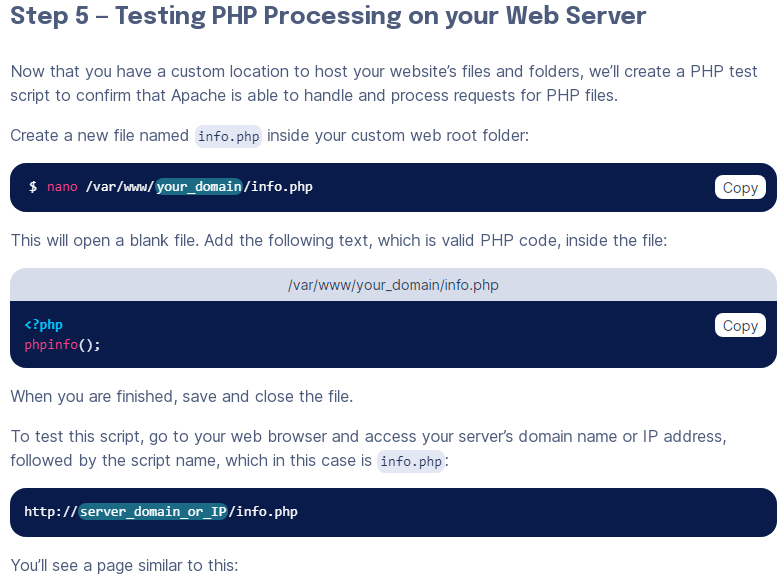 Step 5 — Testing PHP Processing on your Web Server
Now that you have a custom location to host your website's files and folders, we'll create a PHP test
script to confirm that Apache is able to handle and process requests for PHP files.
Create a new file named info.php inside your custom web root folder:
$ nano /var/www/your_domain/info.php
Copy
This will open a blank file. Add the following text, which is valid PHP code, inside the file:
/var/www/your_domain/info.php
<?php
Copy
phpinfo();
When you are finished, save and close the file.
To test this script, go to your web browser and access your server's domain name or IP address,
followed by the script name, which in this case is info.php:
http://server_domain_or_IP/info.php
You'll see a page similar to this: